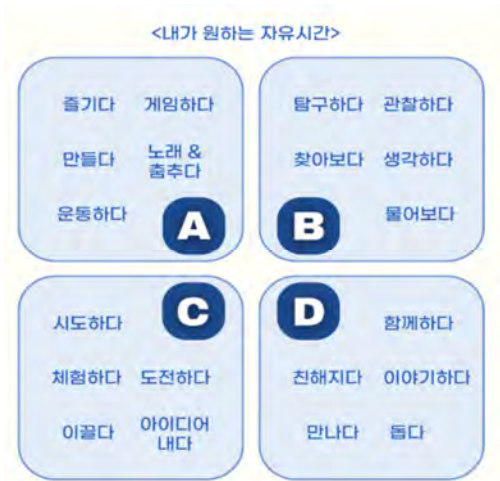 <내가 원하는 자유시간>
즐기다 게임하다
만들다 노래 &
춤추다
운동하다
A
탐구하다 관찰하다
찾아보다 생각하다
물어보다
B
시도하다
C
체험하다 도전하다
이끌다 아이디어
내다
D
함께하다
친해지다 이야기하다
만나다 돕다